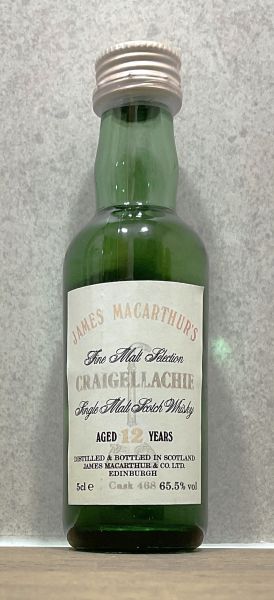 JAMES MACARTHUR'S
Fine Malt Selection
CRAIGELLACHIE
Single Malt Scotch Whisky
AGED 12 YEARS
DISTILLED & BOTTLED IN SCOTLAND
JAMES MACARTHUR & CO. LTD.
EDINBURGH
5cl e Cask 468 65.5% vol